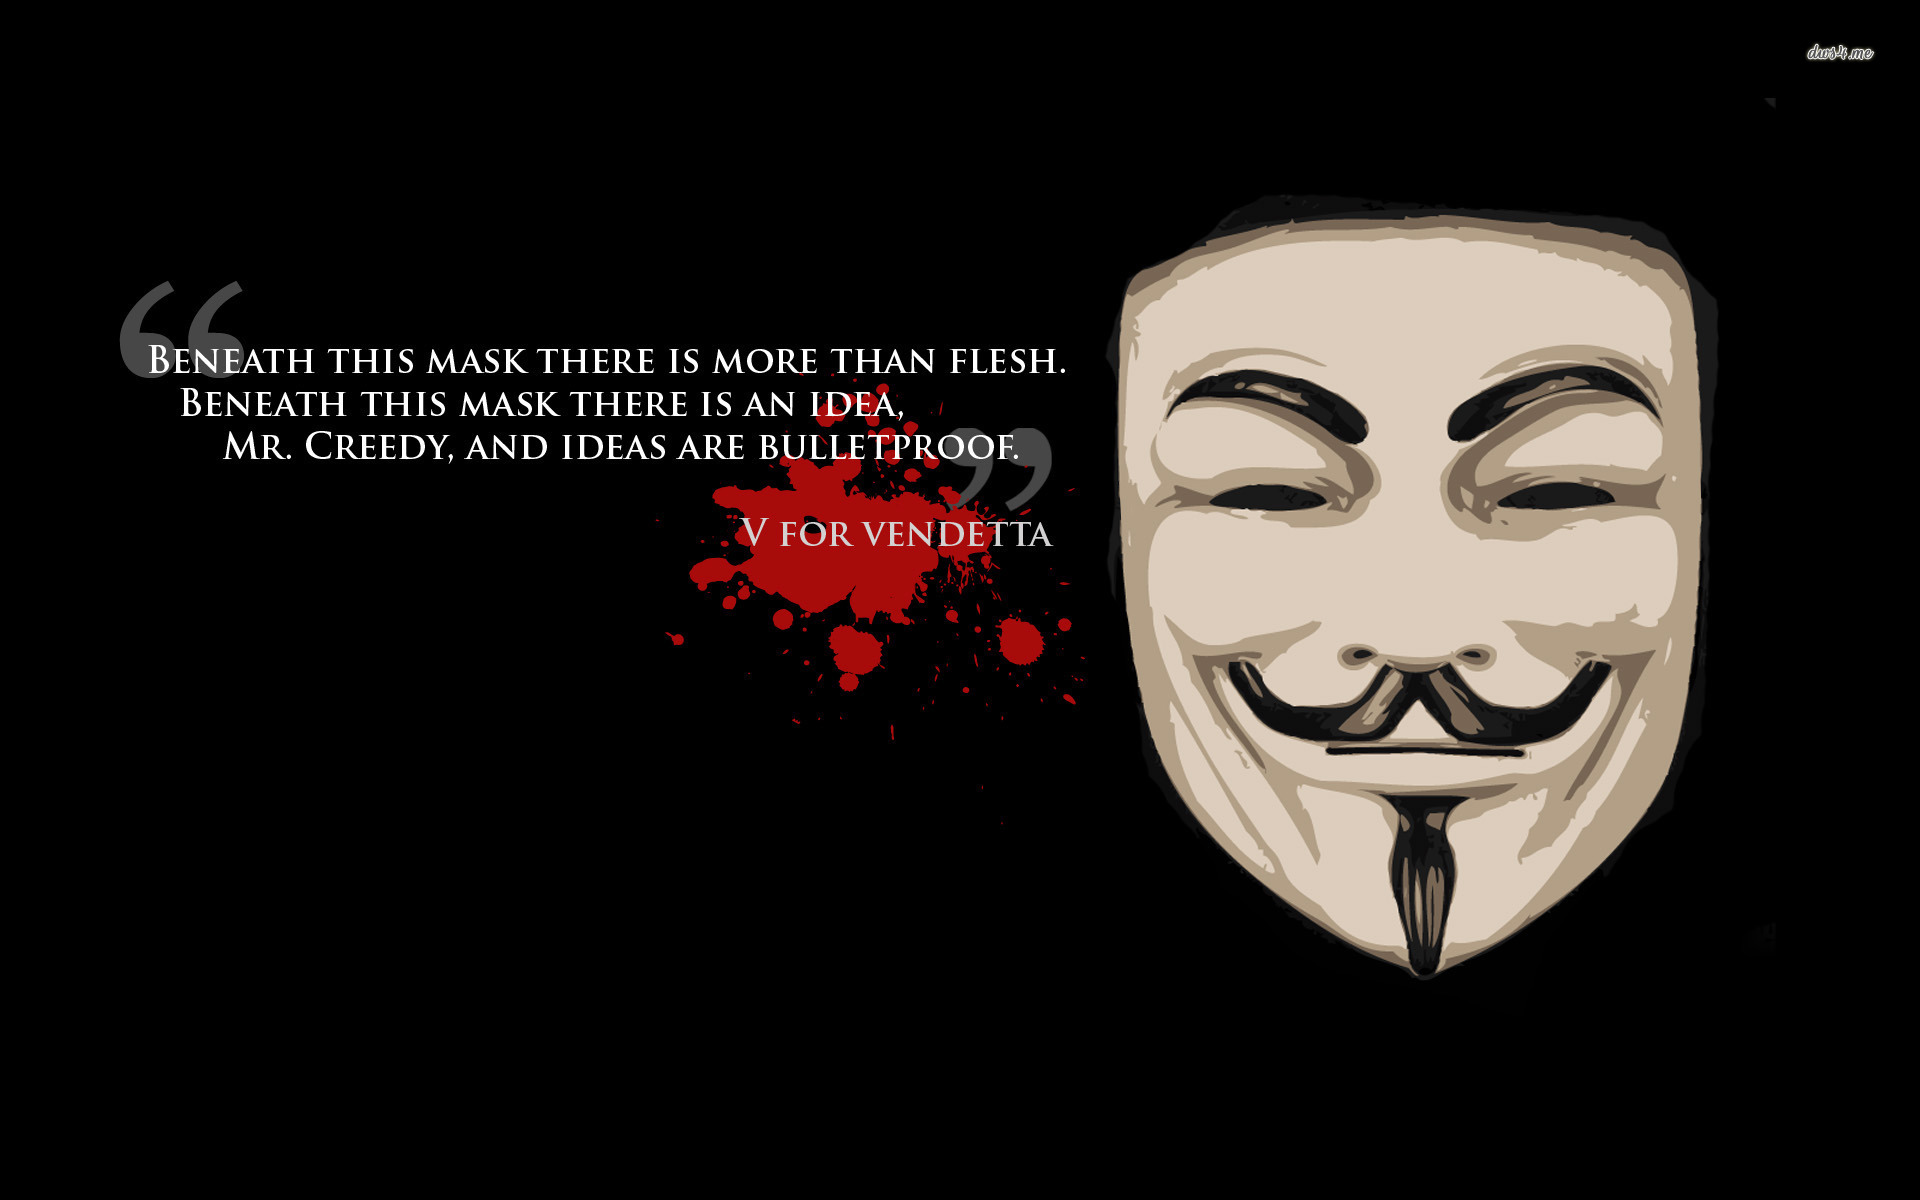 dws4.me
“Beneath this mask there is more than flesh.
Beneath this mask there is an idea,
Mr. Creedy, and ideas are bulletproof.”
V for vendetta